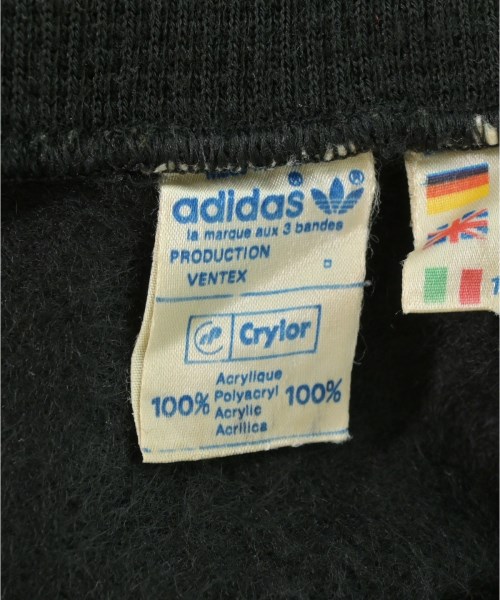 adidas ®
la marque aux 3 bandes
PRODUCTION
VENTEX
Crylor
Acrylique
100% Polyacryl 100%
Acrylic
Acrilica